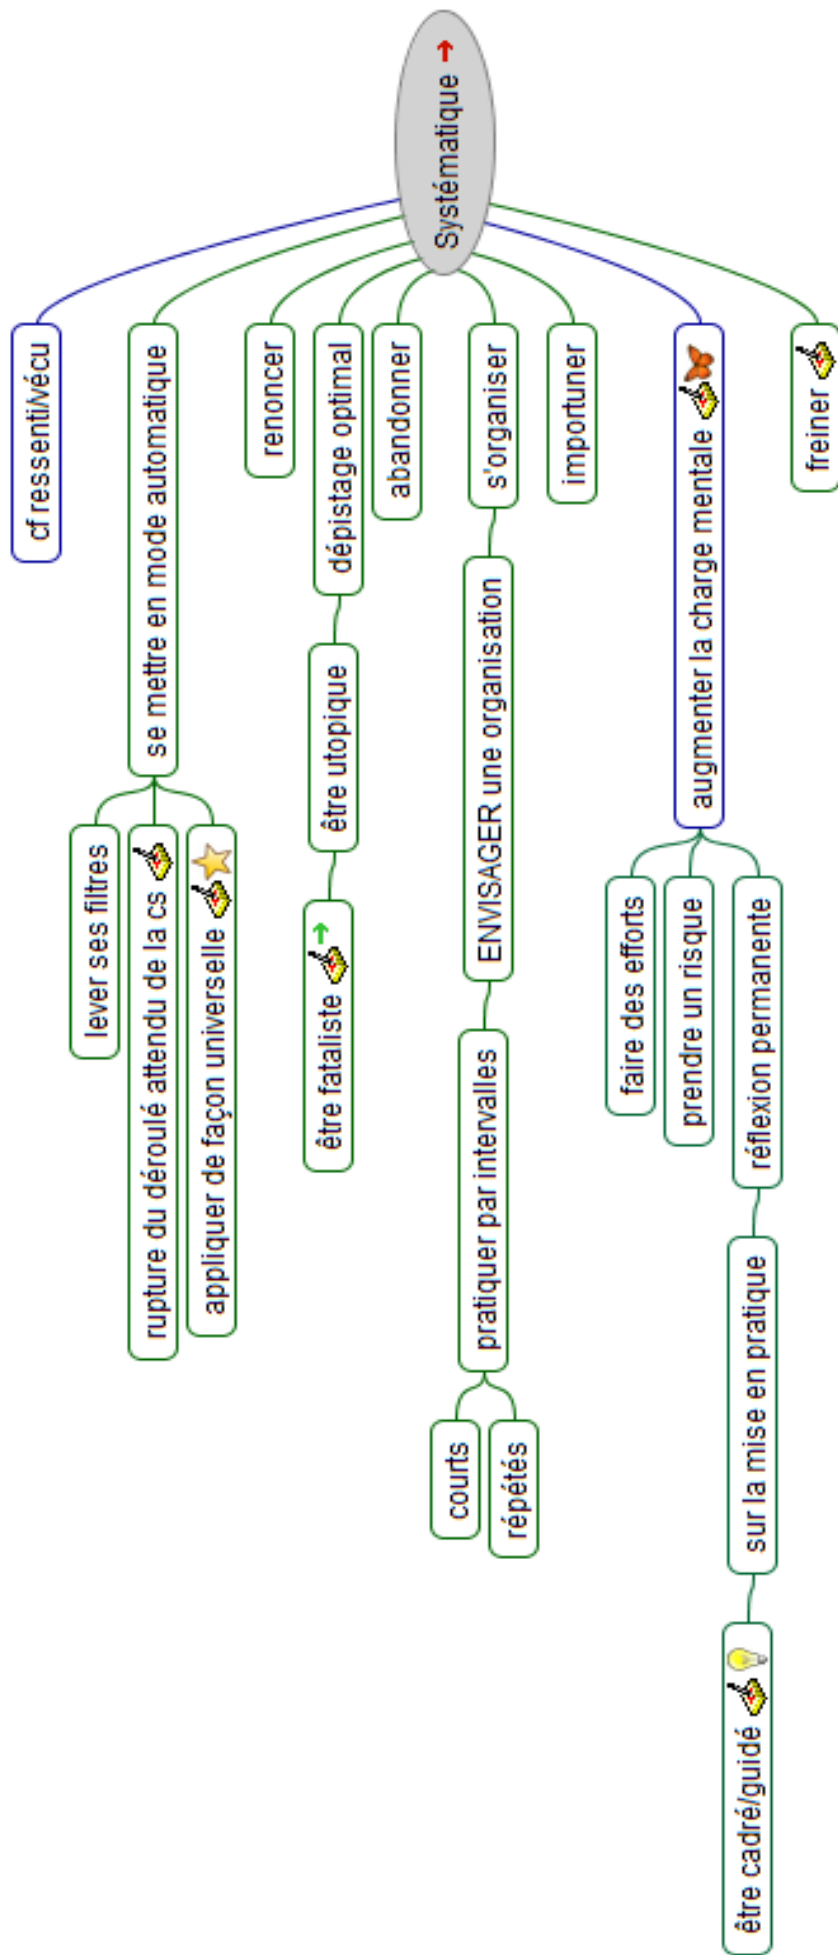 Systématique
cf ressenti/vécu
se mettre en mode automatique
lever ses filtres
rupture du déroulé attendu de la cs
appliquer de façon universelle
renoncer
dépistage optimal
être utopique
être fataliste
abandonner
s'organiser
ENVISAGER une organisation
pratiquer par intervalles
courts
répétés
importuner
augmenter la charge mentale
faire des efforts
prendre un risque
réflexion permanente
sur la mise en pratique
être cadré/guidé
freiner